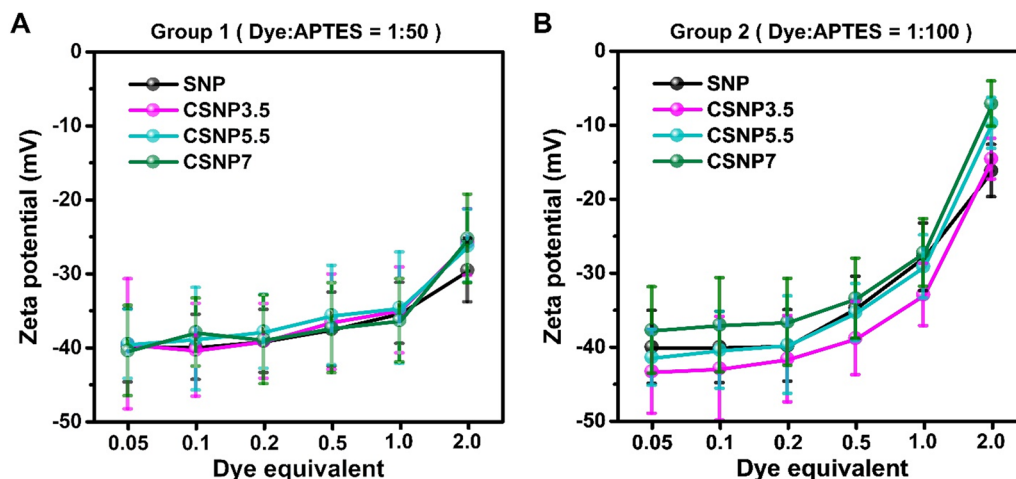 A
Group 1 ( Dye:APTES = 1:50 )
Zeta potential (mV)
0
-10
-20
-30
-40
-50
SNP
CSNP3.5
CSNP5.5
CSNP7
0.05 0.1 0.2 0.5 1.0 2.0
Dye equivalent
B
Group 2 ( Dye:APTES = 1:100 )
Zeta potential (mV)
0
-10
-20
-30
-40
-50
SNP
CSNP3.5
CSNP5.5
CSNP7
0.05 0.1 0.2 0.5 1.0 2.0
Dye equivalent